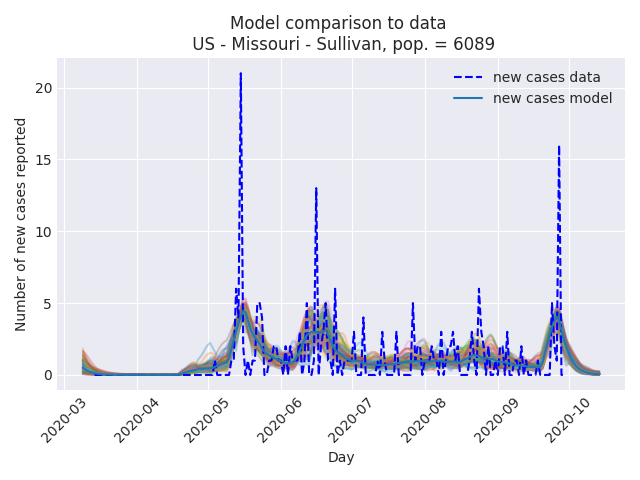 Model comparison to data
US - Missouri - Sullivan, pop. = 6089
new cases data
new cases model
Number of new cases reported
20
15
10
5
0
2020-03
2020-04
2020-05
2020-06
2020-07
2020-08
2020-09
2020-10
Day